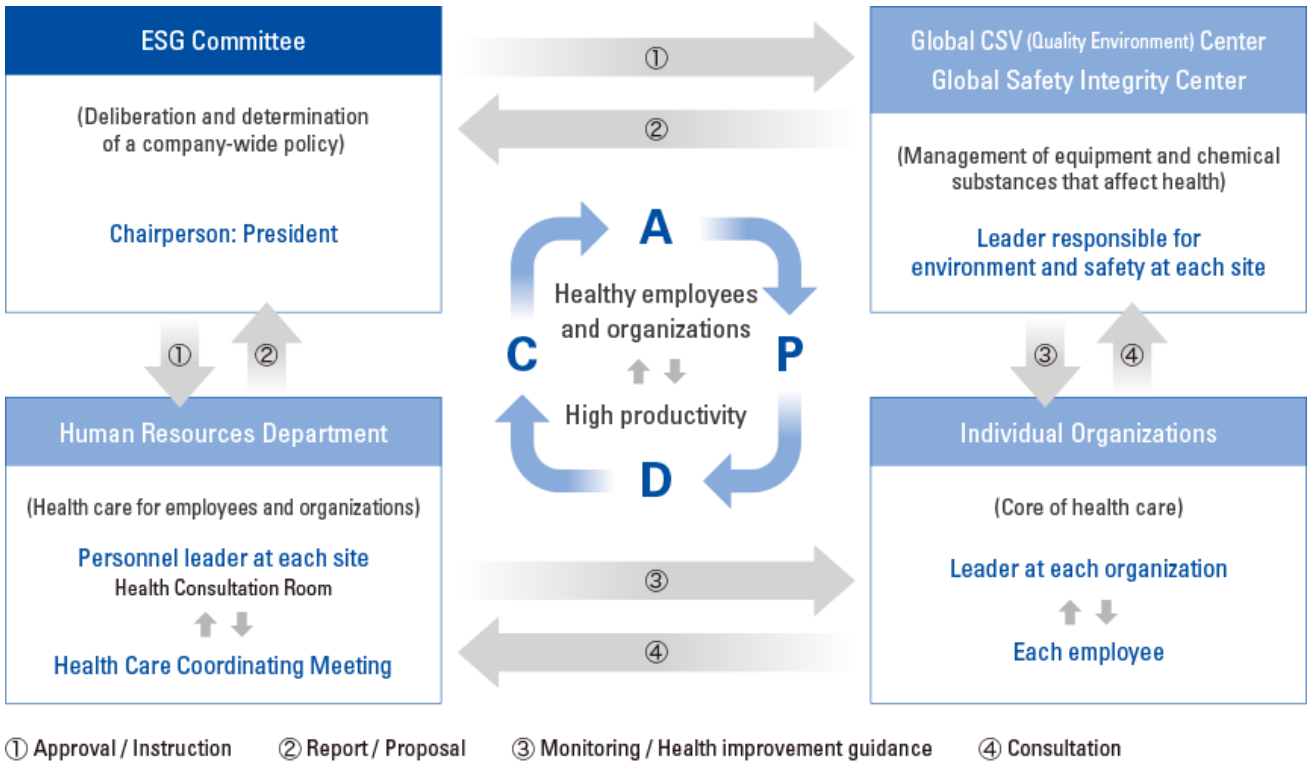 ESG Committee
(Deliberation and determination
of a company-wide policy)
Chairperson: President
①
②
Global CSV (Quality Environment) Center
Global Safety Integrity Center
(Management of equipment and chemical
substances that affect health)
Leader responsible for
environment and safety at each site
A
Healthy employees
and organizations
C
P
High productivity
D
①
②
③
④
Human Resources Department
(Health care for employees and organizations)
Personnel leader at each site
Health Consultation Room
Health Care Coordinating Meeting
③
④
Individual Organizations
(Core of health care)
Leader at each organization
Each employee
① Approval / Instruction ② Report / Proposal ③ Monitoring / Health improvement guidance ④ Consultation